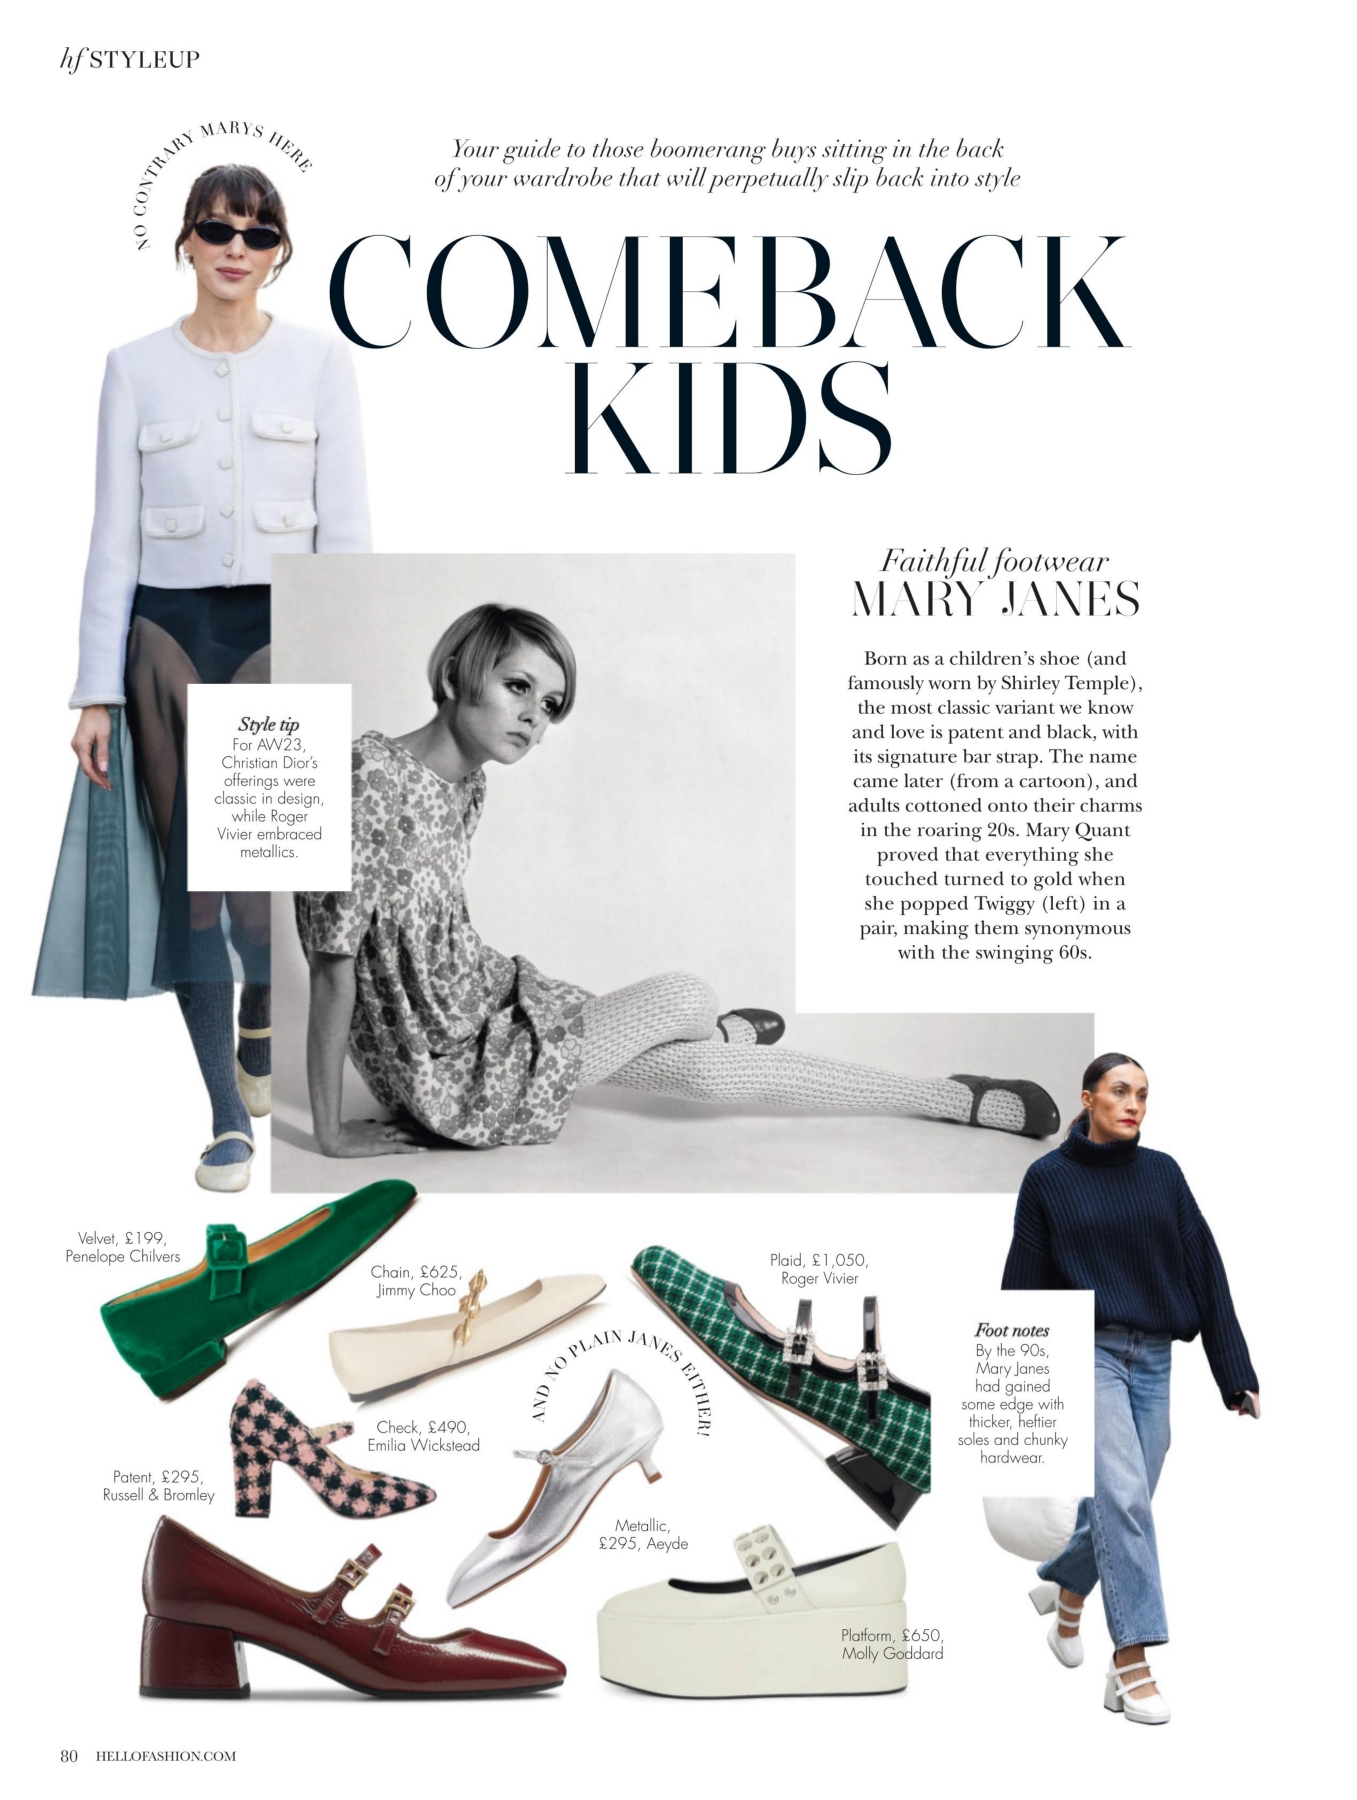 hf STYLEUP
NO CONTRARY MARYS HERE
Your guide to those boomerang buys sitting in the back
of your wardrobe that will perpetually slip back into style
COMEBACK
KIDS
Faithful footwear
MARY JANES
Born as a children's shoe (and
famously worn by Shirley Temple),
the most classic variant we know
and love is patent and black, with
its signature bar strap. The name
came later (from a cartoon), and
adults cottoned onto their charms
in the roaring 20s. Mary Quant
proved that everything she
touched turned to gold when
she popped Twiggy (left) in a
pair, making them synonymous
with the swinging 60s.
Style tip
For AW23,
Christian Dior's
offerings were
classic in design,
while Roger
Vivier embraced
metallics.
Velvet, £199,
Penelope Chilvers
Chain, £625,
Jimmy Choo
Plaid, £1,050,
Roger Vivier
AND NO PLAIN JANES EITHER!
Foot notes
By the 90s,
Mary Janes
had gained
some edge with
thicker, heftier
soles and chunky
hardwear.
Check, £490,
Emilia Wickstead
Patent, £295,
Russell & Bromley
Metallic,
£295, Aeyde
Platform, £650,
Molly Goddard
80 HELLOFASHION.COM